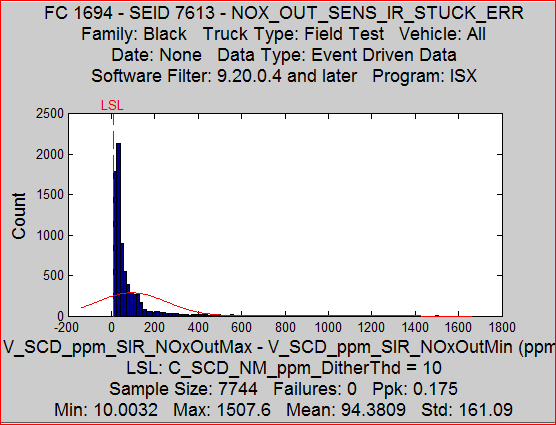 FC 1694 - SEID 7613 - NOX_OUT_SENS_IR_STUCK_ERR
Family: Black Truck Type: Field Test Vehicle: All
Date: None Data Type: Event Driven Data
Software Filter: 9.20.0.4 and later Program: ISX
LSL
2500
2000
1500
1000
500
0
Count
-200 0 200 400 600 800 1000 1200 1400 1600 1800
V_SCD_ppm_SIR_NOxOutMax - V_SCD_ppm_SIR_NOxOutMin (ppm
LSL: C_SCD_NM_ppm_DitherThd = 10
Sample Size: 7744 Failures: 0 Ppk: 0.175
Min: 10.0032 Max: 1507.6 Mean: 94.3809 Std: 161.09